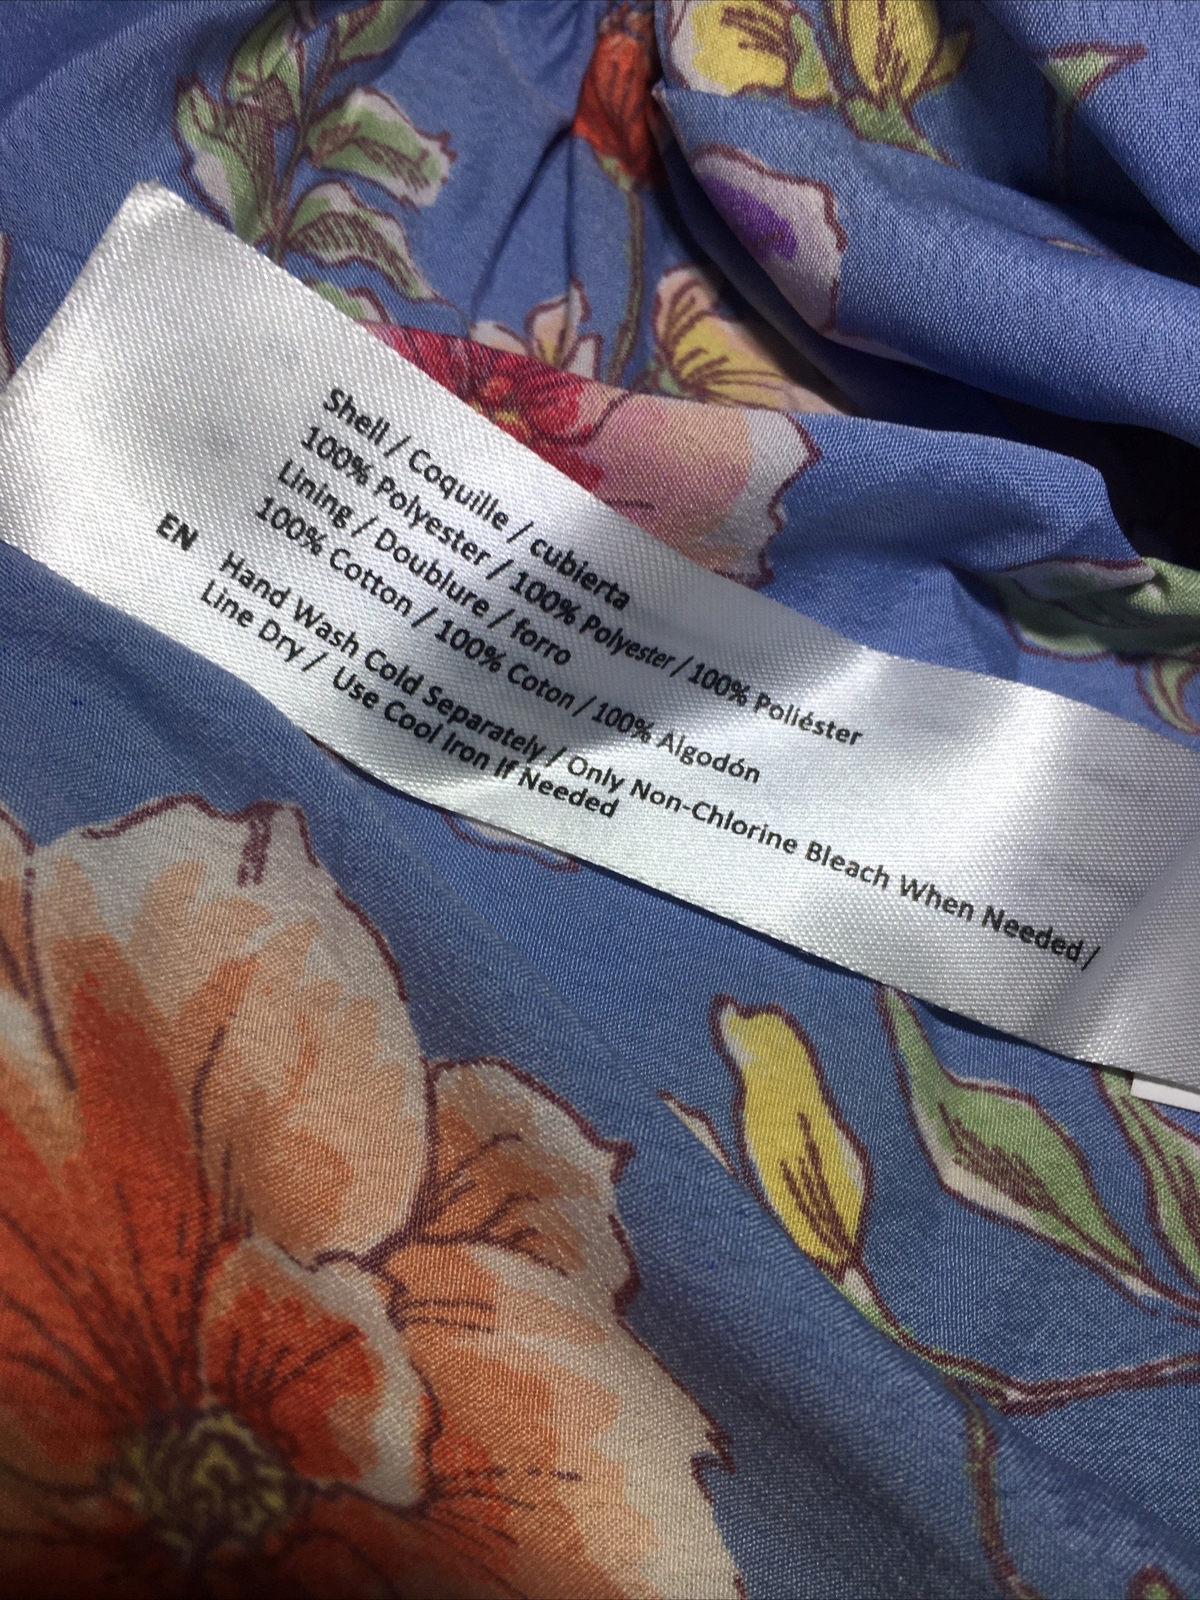 Shell / Coquille / cubierta
100% Polyester / 100% Polyester / 100% Poliéster
Lining / Doublure / forro
100% Cotton / 100% Coton / 100% Algodón
EN Hand Wash Cold Separately / Only Non-Chlorine Bleach When Needed /
Line Dry / Use Cool Iron If Needed